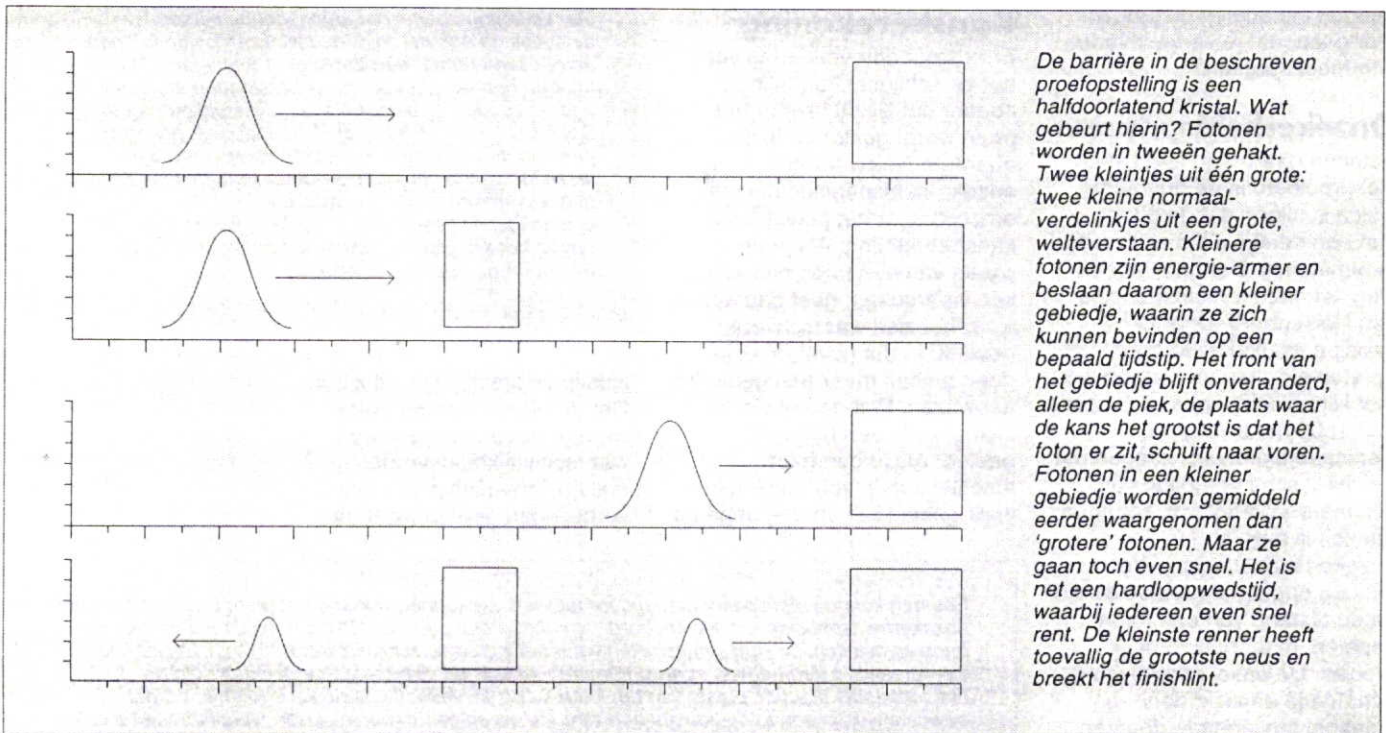 De barrière in de beschreven
proefopstelling is een
halfdoorlatend kristal. Wat
gebeurt hierin? Fotonen
worden in tweeën gehakt.
Twee kleintjes uit één grote:
twee kleine normaal-
verdelinkjes uit een grote,
welteverstaan. Kleinere
fotonen zijn energie-armer en
beslaan daarom een kleiner
gebiedje, waarin ze zich
kunnen bevinden op een
bepaald tijdstip. Het front van
het gebiedje blijft onveranderd,
alleen de piek, de plaats waar
de kans het grootst is dat het
foton er zit, schuift naar voren.
Fotonen in een kleiner
gebiedje worden gemiddeld
eerder waargenomen dan
‘grotere’ fotonen. Maar ze
gaan toch even snel. Het is
net een hardloopwedstijd,
waarbij iedereen even snel
rent. De kleinste renner heeft
toevallig de grootste neus en
breekt het finishlint.